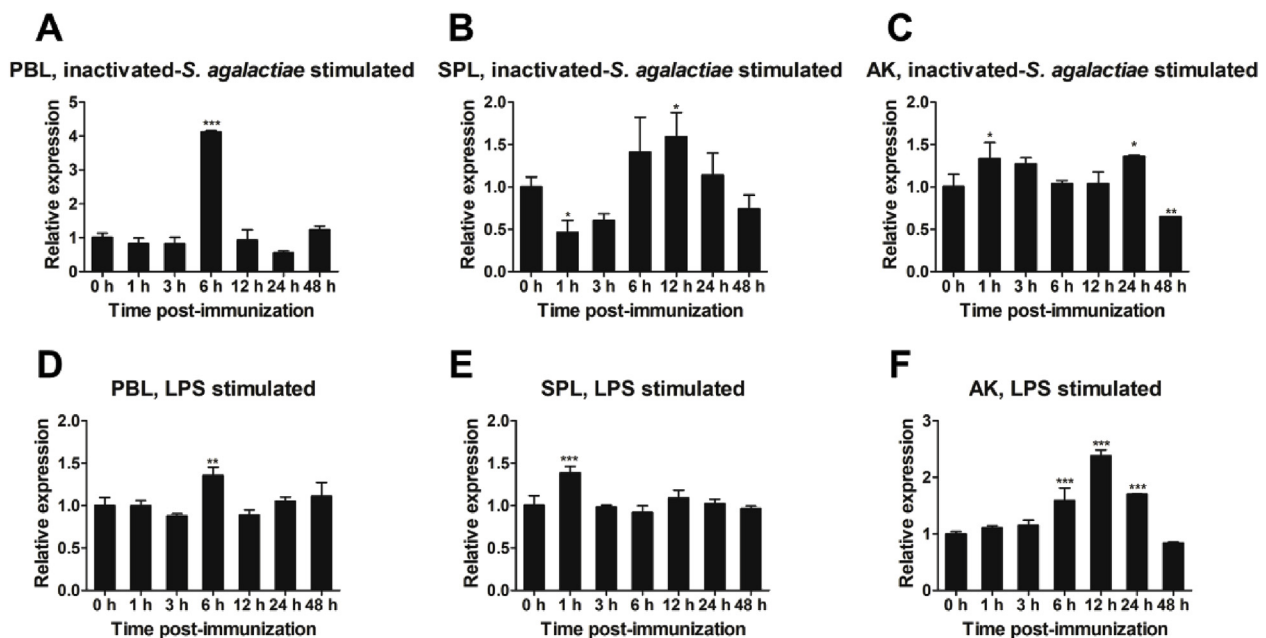 A
PBL, inactivated-S. agalactiae stimulated
Relative expression
5
4
3
2
1
0
***
0 h 1 h 3 h 6 h 12 h 24 h 48 h
Time post-immunization
B
SPL, inactivated-S. agalactiae stimulated
Relative expression
2.0
1.5
1.0
0.5
0.0
*
*
0 h 1 h 3 h 6 h 12 h 24 h 48 h
Time post-immunization
C
AK, inactivated-S. agalactiae stimulated
Relative expression
2.0
1.5
1.0
0.5
0.0
*
*
**
0 h 1 h 3 h 6 h 12 h 24 h 48 h
Time post-immunization
D
PBL, LPS stimulated
Relative expression
2.0
1.5
1.0
0.5
0.0
**
0 h 1 h 3 h 6 h 12 h 24 h 48 h
Time post-immunization
E
SPL, LPS stimulated
Relative expression
2.0
1.5
1.0
0.5
0.0
***
0 h 1 h 3 h 6 h 12 h 24 h 48 h
Time post-immunization
F
AK, LPS stimulated
Relative expression
3
2
1
0
***
***
***
0 h 1 h 3 h 6 h 12 h 24 h 48 h
Time post-immunization